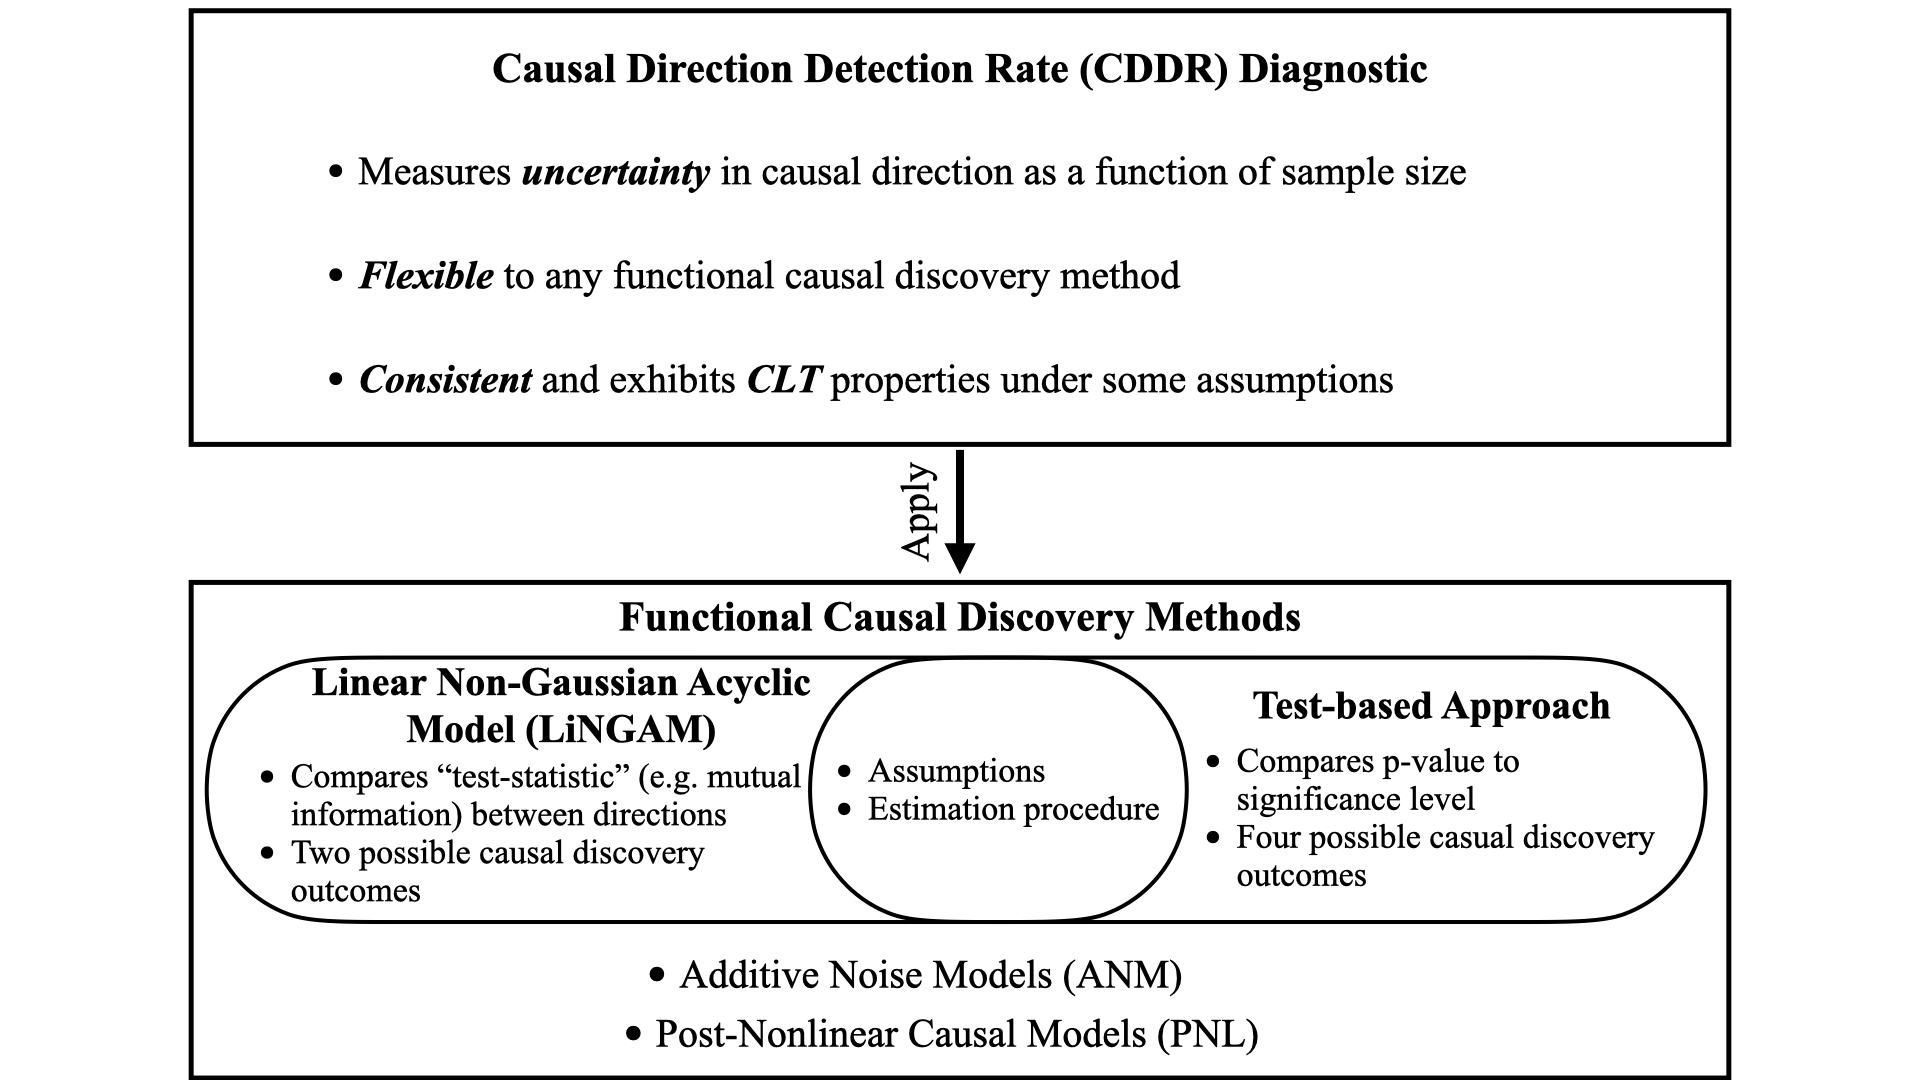 Causal Direction Detection Rate (CDDR) Diagnostic
• Measures uncertainty in causal direction as a function of sample size
• Flexible to any functional causal discovery method
• Consistent and exhibits CLT properties under some assumptions
Apply
Functional Causal Discovery Methods
Linear Non-Gaussian Acyclic
Model (LiNGAM)
• Compares “test-statistic” (e.g. mutual
information) between directions
• Two possible causal discovery
outcomes
• Assumptions
• Estimation procedure
Test-based Approach
• Compares p-value to
significance level
• Four possible casual discovery
outcomes
• Additive Noise Models (ANM)
• Post-Nonlinear Causal Models (PNL)